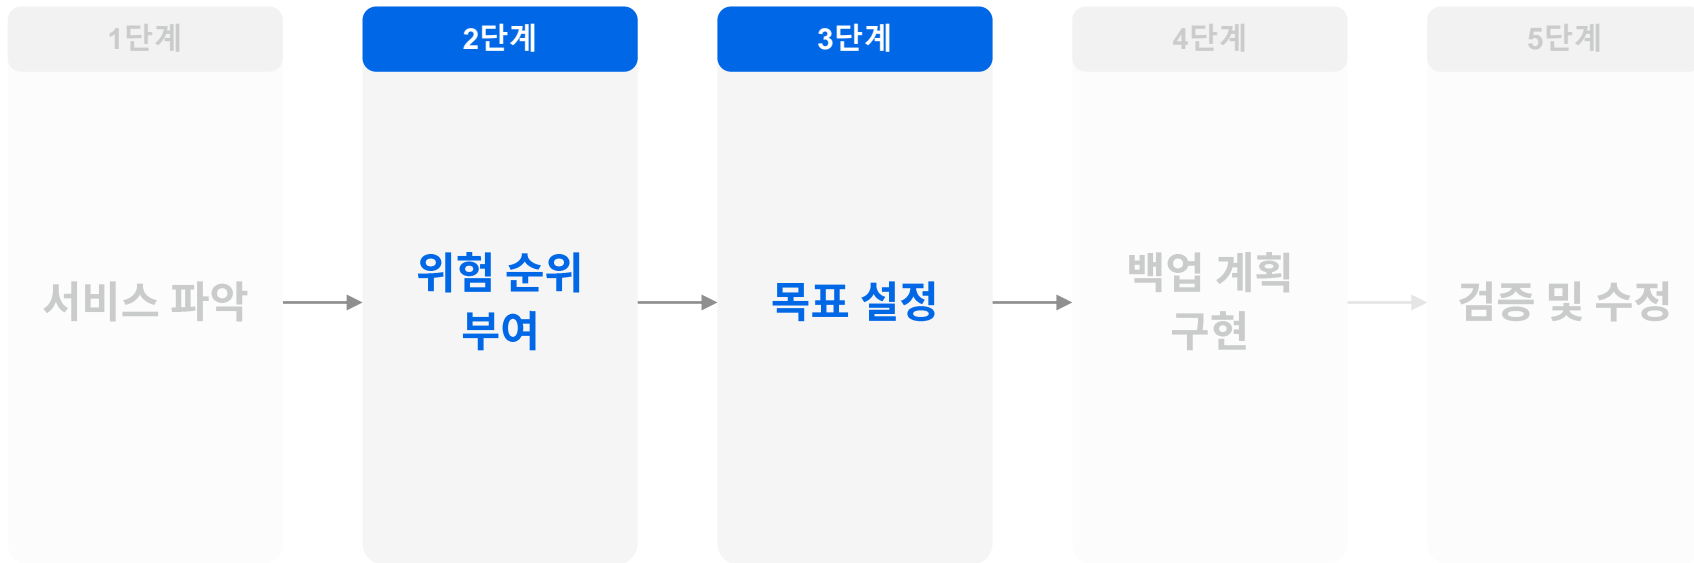 1단계
서비스 파악
2단계
위험 순위
부여
3단계
목표 설정
4단계
백업 계획
구현
5단계
검증 및 수정